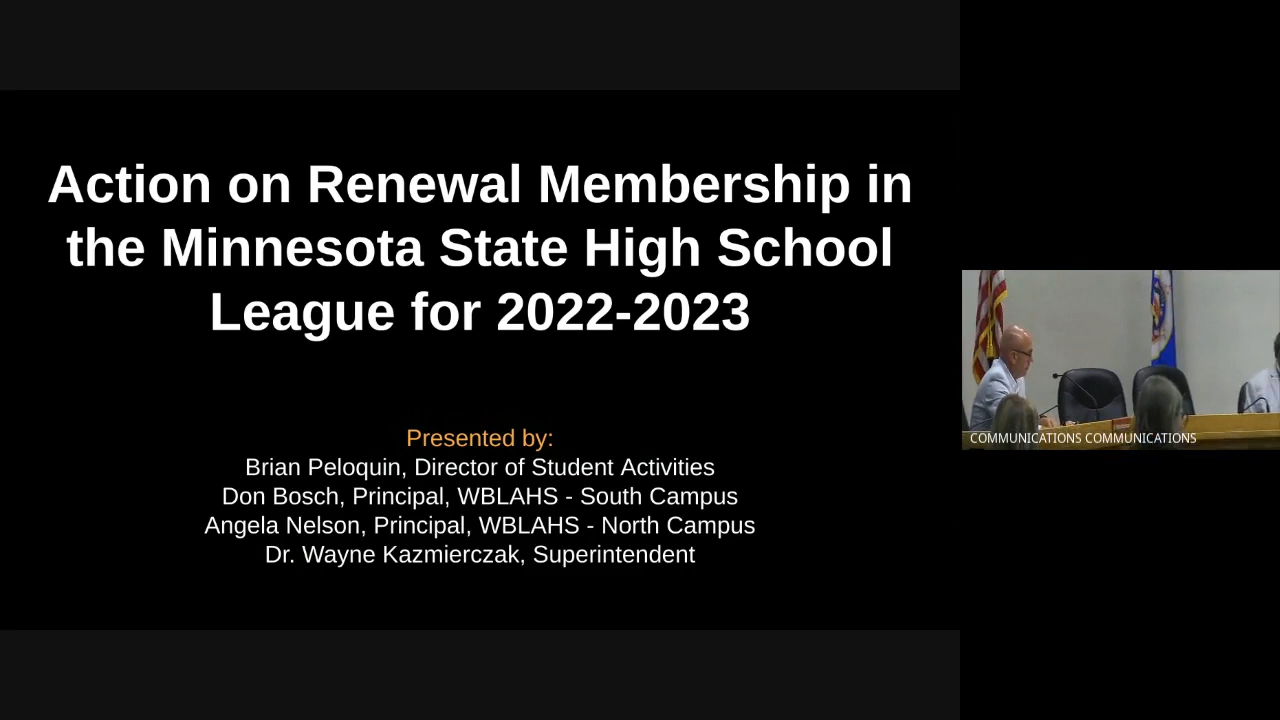 Action on Renewal Membership in
the Minnesota State High School
League for 2022-2023
Presented by:
Brian Peloquin, Director of Student Activities
Don Bosch, Principal, WBLAHS - South Campus
Angela Nelson, Principal, WBLAHS - North Campus
Dr. Wayne Kazmierczak, Superintendent
COMMUNICATIONS COMMUNICATIONS